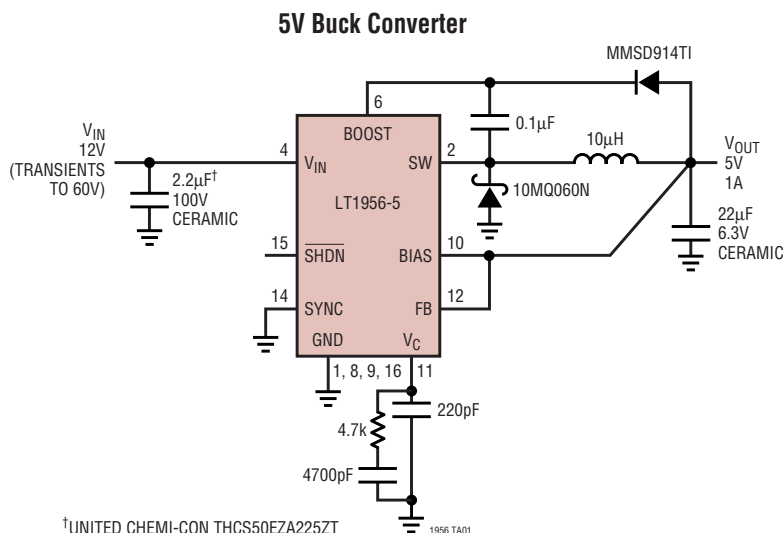 5V Buck Converter
MMSD914TI
6
BOOST
0.1µF
10µH
V_IN
12V
(TRANSIENTS
TO 60V)
4
V_IN
SW
2
V_OUT
5V
1A
2.2µF†
100V
CERAMIC
LT1956-5
10MQ060N
22µF
6.3V
CERAMIC
15
SHDN
BIAS
10
14
SYNC
FB
12
GND
V_C
1, 8, 9, 16
11
220pF
4.7k
4700pF
†UNITED CHEMI-CON THCS50EZA225ZT
1956 TA01